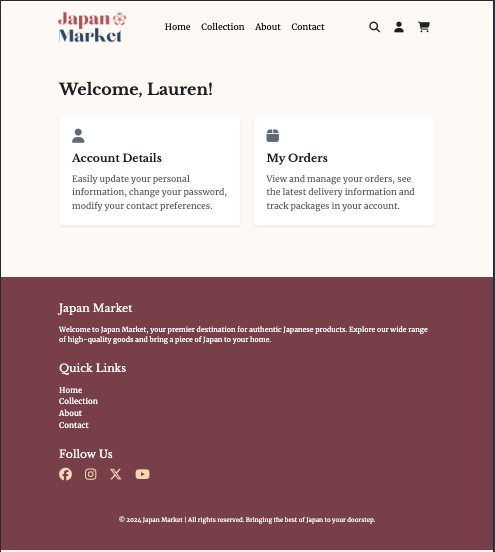 Japan
Market
Home Collection About Contact
Welcome, Lauren!
Account Details
Easily update your personal
information, change your password,
modify your contact preferences.
My Orders
View and manage your orders, see
the latest delivery information and
track packages in your account.
Japan Market
Welcome to Japan Market, your premier destination for authentic Japanese products. Explore our wide range
of high-quality goods and bring a piece of Japan to your home.
Quick Links
Home
Collection
About
Contact
Follow Us
© 2024 Japan Market | All rights reserved. Bringing the best of Japan to your doorstep.